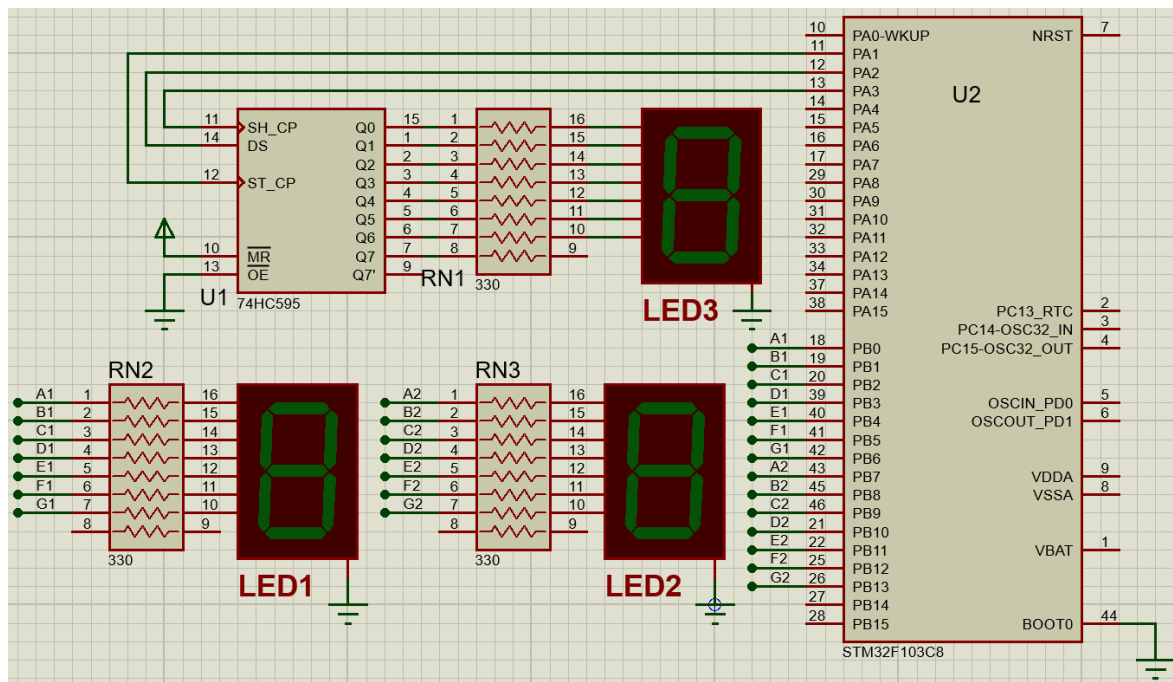 10 PA0-WKUP NRST 7
11 PA1
12 PA2
13 PA3
14 PA4
15 PA5
16 PA6
17 PA7
29 PA8
30 PA9
31 PA10
32 PA11
33 PA12
34 PA13
37 PA14
38 PA15
PC13_RTC 2
PC14-OSC32_IN 3
PC15-OSC32_OUT 4
A1 18 PB0
B1 19 PB1
C1 20 PB2
D1 39 PB3 OSCIN_PD0 5
E1 40 PB4 OSCOUT_PD1 6
F1 41 PB5
G1 42 PB6
A2 43 PB7 VDDA 9
B2 45 PB8 VSSA 8
C2 46 PB9
D2 21 PB10
E2 22 PB11 VBAT 1
F2 25 PB12
G2 26 PB13
27 PB14
28 PB15 BOOT0 44
U2
STM32F103C8
11 SH_CP Q0 15 1 16
14 DS Q1 1 2 15
Q2 2 3 14
12 ST_CP Q3 3 4 13
Q4 4 5 12
Q5 5 6 11
Q6 6 7 10
10 MR Q7 7 8 9
13 OE Q7' 9
U1
74HC595
RN1
330
LED3
RN2
A1 1 16
B1 2 15
C1 3 14
D1 4 13
E1 5 12
F1 6 11
G1 7 10
8 9
330
LED1
RN3
A2 1 16
B2 2 15
C2 3 14
D2 4 13
E2 5 12
F2 6 11
G2 7 10
8 9
330
LED2